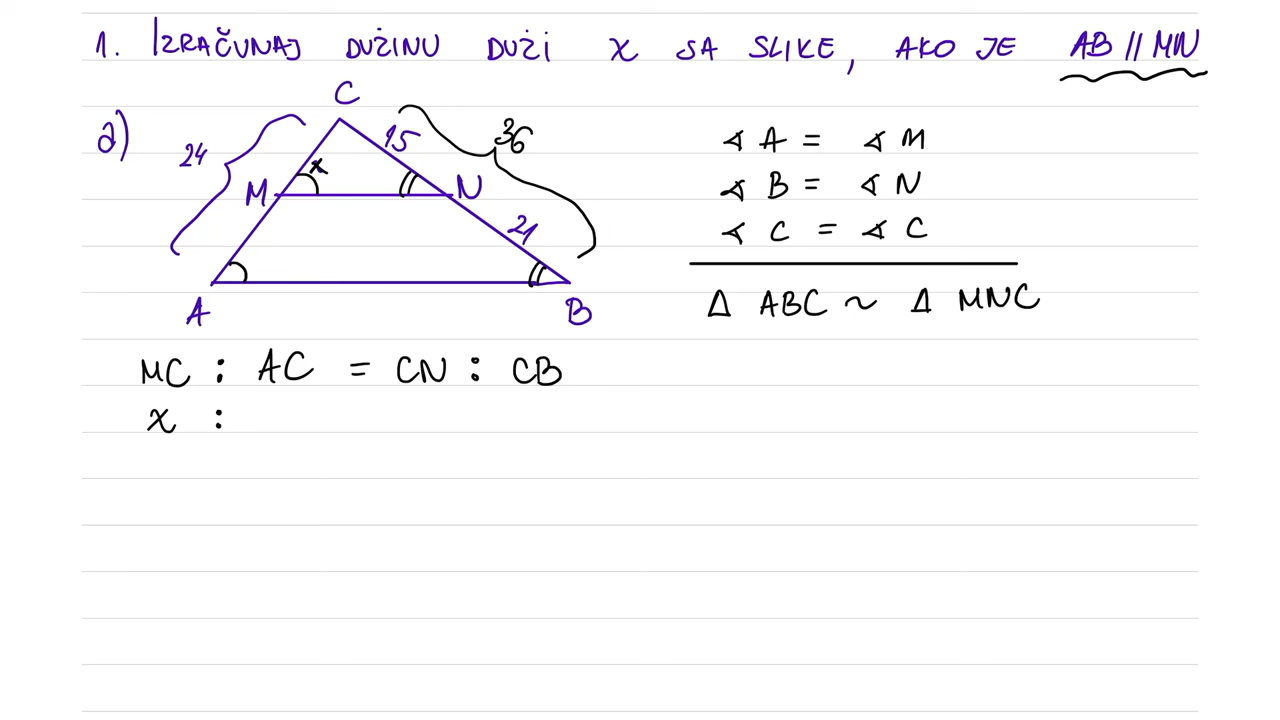 1. IZRAČUNAJ DUŽINU DUŽI x SA SLIKE, AKO JE AB // MN
a)
C
24
15
36
x
M
N
21
A
B
∢ A = ∢ M
∢ B = ∢ N
∢ C = ∢ C
Δ ABC ~ Δ MNC
MC : AC = CN : CB
x :